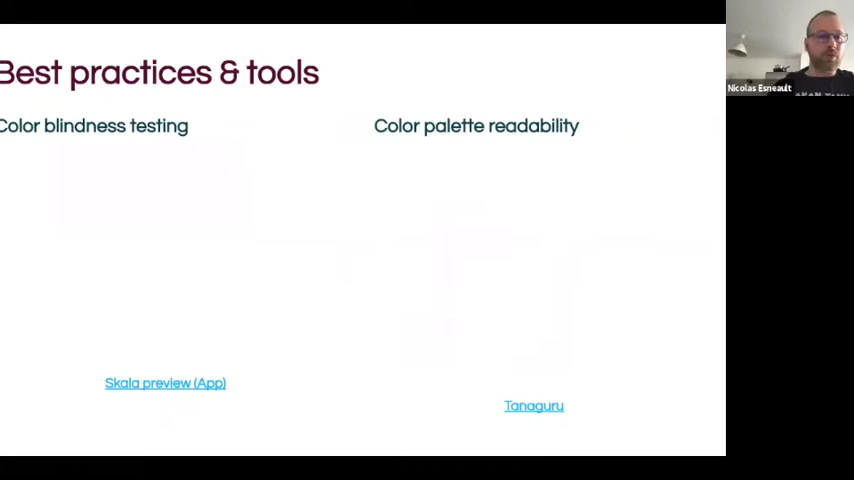 Best practices & tools
Color blindness testing
Color palette readability
Skala preview (App)
Tanaguru
Nicolas Esneault